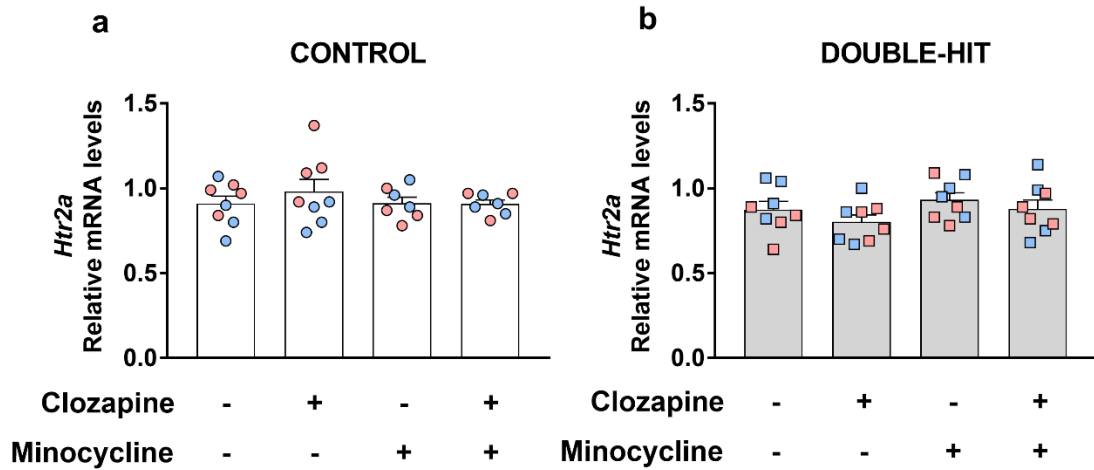 a
CONTROL
Htr2a
Relative mRNA levels
1.5
1.0
0.5
0.0
Clozapine - + - +
Minocycline - - + +
b
DOUBLE-HIT
Htr2a
Relative mRNA levels
1.5
1.0
0.5
0.0
Clozapine - + - +
Minocycline - - + +